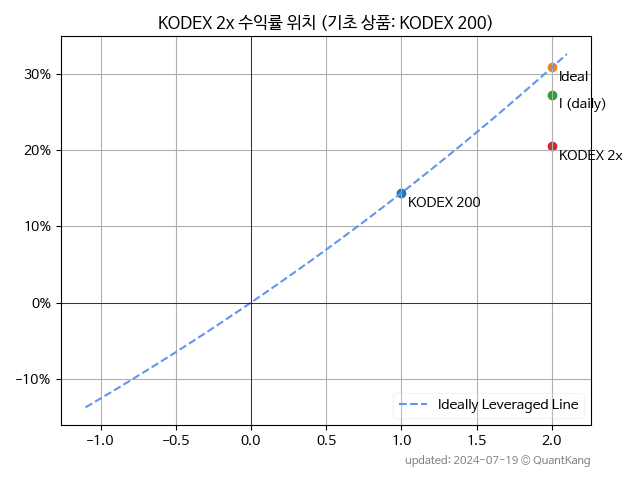 KODEX 2x 수익률 위치 (기초 상품: KODEX 200)
30%
Ideal
I (daily)
20%
KODEX 2x
KODEX 200
10%
0%
−10%
Ideally Leveraged Line
−1.0 −0.5 0.0 0.5 1.0 1.5 2.0
updated: 2024-07-19 © QuantKang